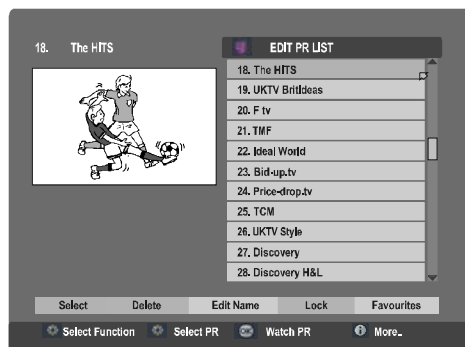 18. The HITS
EDIT PR LIST
18. The HITS
19. UKTV BritIdeas
20. F tv
21. TMF
22. Ideal World
23. Bid-up.tv
24. Price-drop.tv
25. TCM
26. UKTV Style
27. Discovery
28. Discovery H&L
Select Delete Edit Name Lock Favourites
Select Function Select PR OK Watch PR i More..